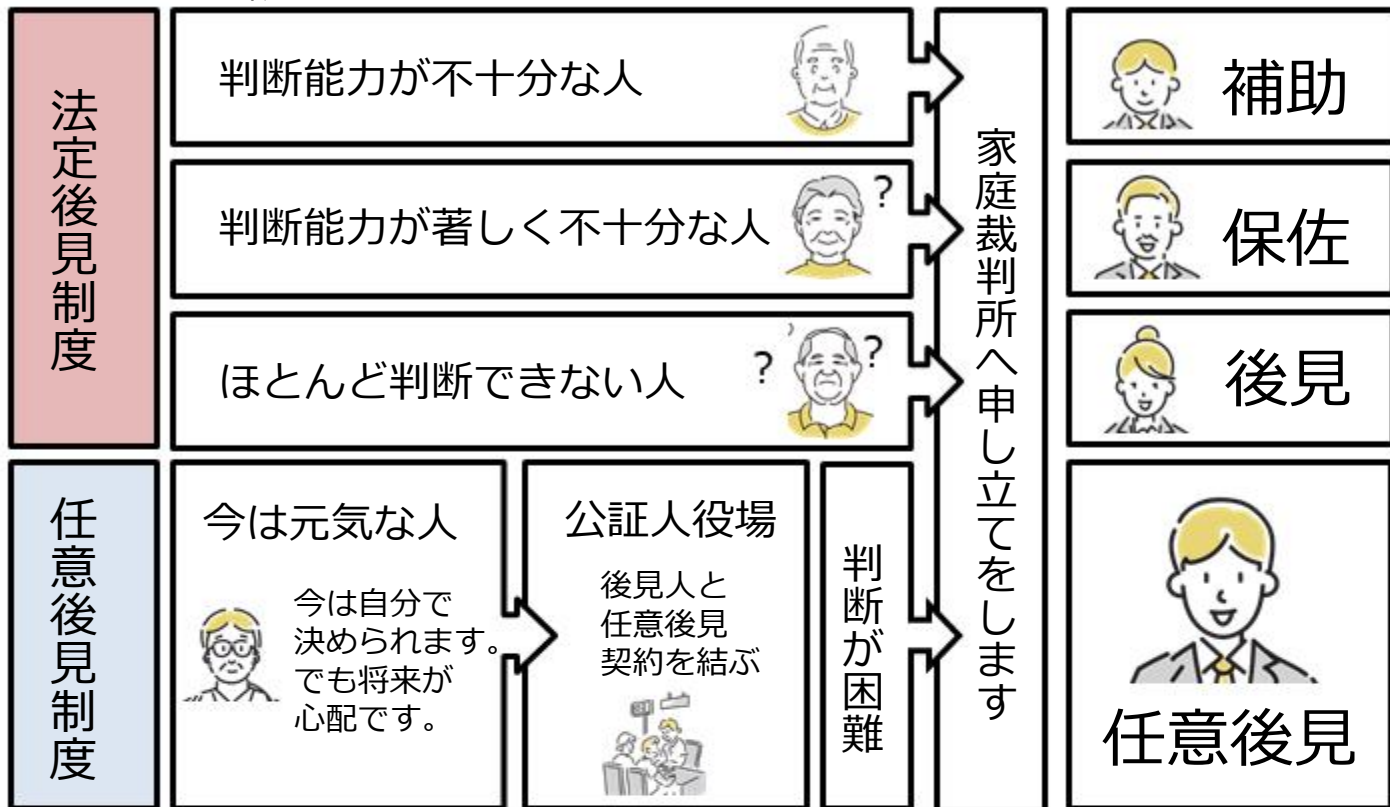 法定後見制度
判断能力が不十分な人
補助
判断能力が著しく不十分な人
?
保佐
ほとんど判断できない人
? ?
後見
家庭裁判所へ申し立てをします
任意後見制度
今は元気な人
今は自分で
決められます。
でも将来が
心配です。
公証人役場
後見人と
任意後見
契約を結ぶ
判断が困難
任意後見